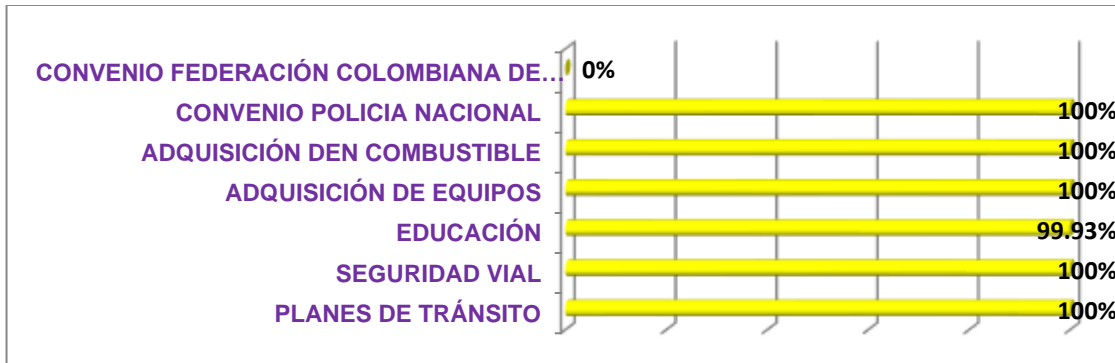 CONVENIO FEDERACIÓN COLOMBIANA DE… 0%
CONVENIO POLICIA NACIONAL 100%
ADQUISICIÓN DEN COMBUSTIBLE 100%
ADQUISICIÓN DE EQUIPOS 100%
EDUCACIÓN 99.93%
SEGURIDAD VIAL 100%
PLANES DE TRÁNSITO 100%